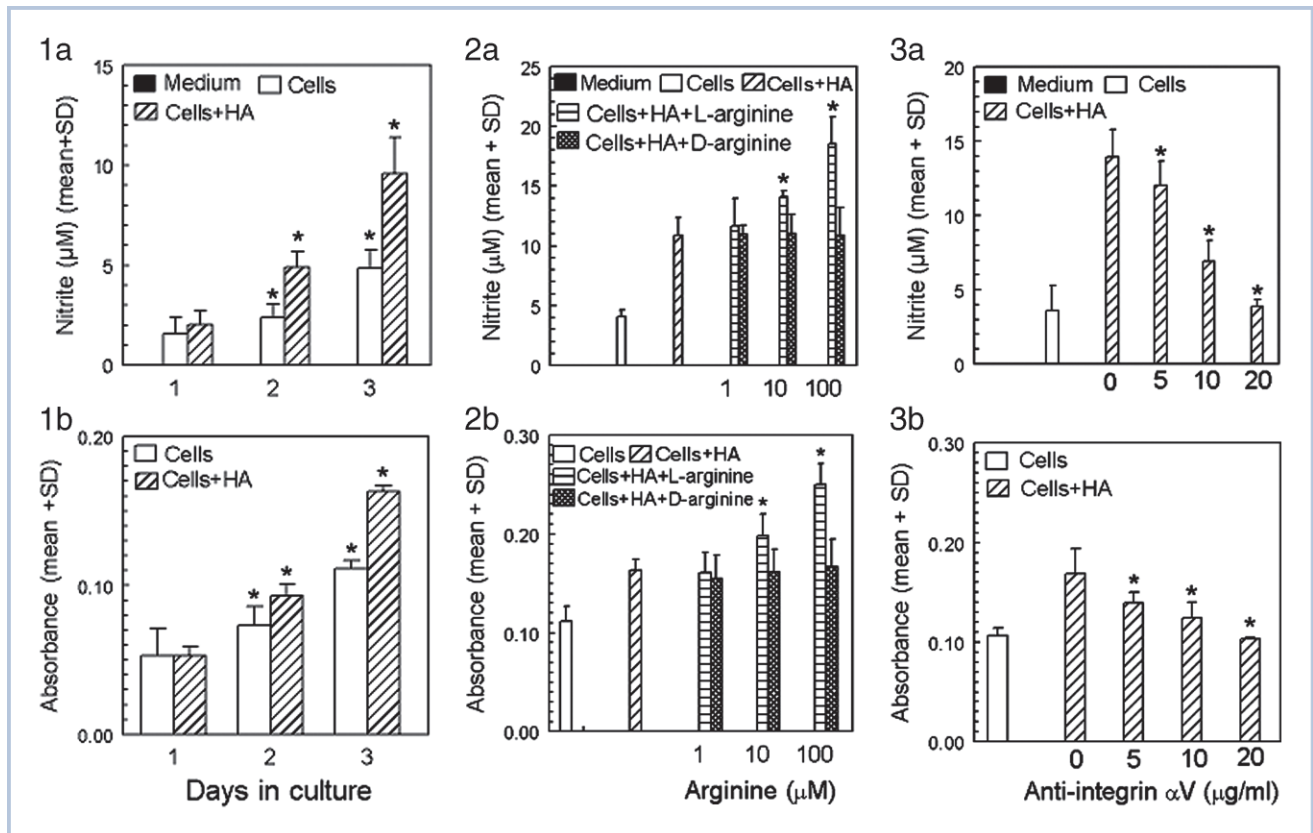 1a
Nitrite (µM) (mean+SD)
15
10
5
0
Medium Cells
Cells+HA
* * * *
1 2 3
2a
Nitrite (µM) (mean + SD)
25
20
15
10
5
0
Medium Cells Cells+HA
Cells+HA+L-arginine
Cells+HA+D-arginine
* *
1 10 100
3a
Nitrite (µM) (mean + SD)
20
15
10
5
0
Medium Cells
Cells+HA
* * *
0 5 10 20
1b
Absorbance (mean +SD)
0.20
0.10
0.00
Cells
Cells+HA
* * * *
1 2 3
Days in culture
2b
Absorbance (mean + SD)
0.30
0.20
0.10
0.00
Cells Cells+HA
Cells+HA+L-arginine
Cells+HA+D-arginine
* *
1 10 100
Arginine (µM)
3b
Absorbance (mean + SD)
0.30
0.20
0.10
0.00
Cells
Cells+HA
* * *
0 5 10 20
Anti-integrin αV (µg/ml)